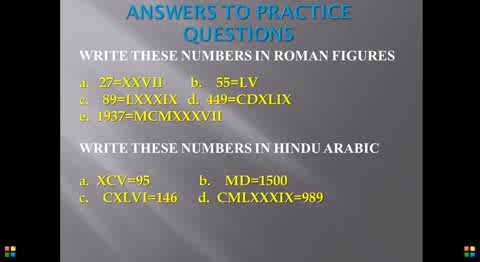 ANSWERS TO PRACTICE
QUESTIONS
WRITE THESE NUMBERS IN ROMAN FIGURES
a. 27=XXVII b. 55=LV
c. 89=LXXXIX d. 449=CDXLIX
e. 1937=MCMXXXVII
WRITE THESE NUMBERS IN HINDU ARABIC
a. XCV=95 b. MD=1500
c. CXLVI=146 d. CMLXXXIX=989